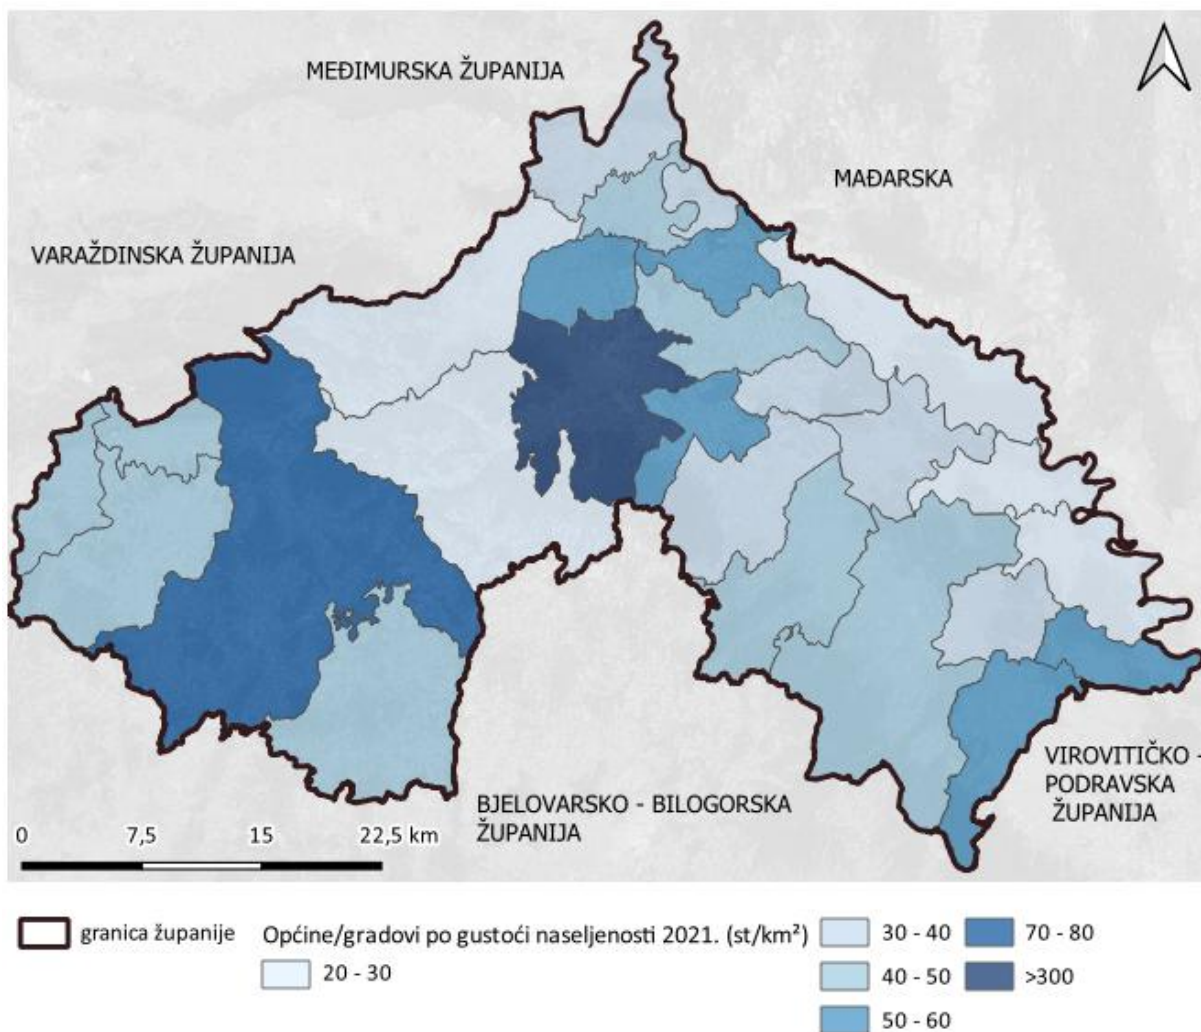 MEĐIMURSKA ŽUPANIJA
MAĐARSKA
VARAŽDINSKA ŽUPANIJA
VIROVITIČKO -
PODRAVSKA
ŽUPANIJA
BJELOVARSKO - BILOGORSKA
ŽUPANIJA
0 7,5 15 22,5 km
granica županije
Općine/gradovi po gustoći naseljenosti 2021. (st/km²)
20 - 30
30 - 40
40 - 50
50 - 60
70 - 80
>300